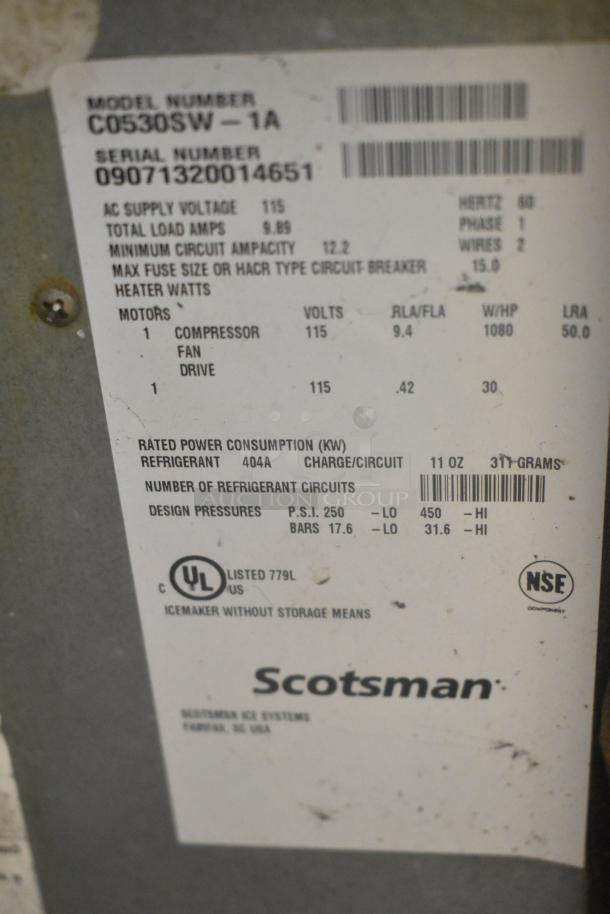 MODEL NUMBER
C0530SW – 1A
SERIAL NUMBER
09071320014651
AC SUPPLY VOLTAGE 115 HERTZ 60
TOTAL LOAD AMPS 9.89 PHASE 1
MINIMUM CIRCUIT AMPACITY 12.2 WIRES 2
MAX FUSE SIZE OR HACR TYPE CIRCUIT BREAKER 15.0
HEATER WATTS
MOTORS VOLTS RLA/FLA W/HP LRA
1 COMPRESSOR 115 9.4 1080 50.0
FAN
DRIVE
1 115 .42 30
RATED POWER CONSUMPTION (KW)
REFRIGERANT 404A CHARGE/CIRCUIT 11 OZ 311 GRAMS
NUMBER OF REFRIGERANT CIRCUITS
AUCTION GROUP
DESIGN PRESSURES P.S.I. 250 – LO 450 – HI
BARS 17.6 – LO 31.6 – HI
C UL US LISTED 779L
NSE
COMPONENT
ICEMAKER WITHOUT STORAGE MEANS
Scotsman
SCOTSMAN ICE SYSTEMS
FAIRFAX, SC USA